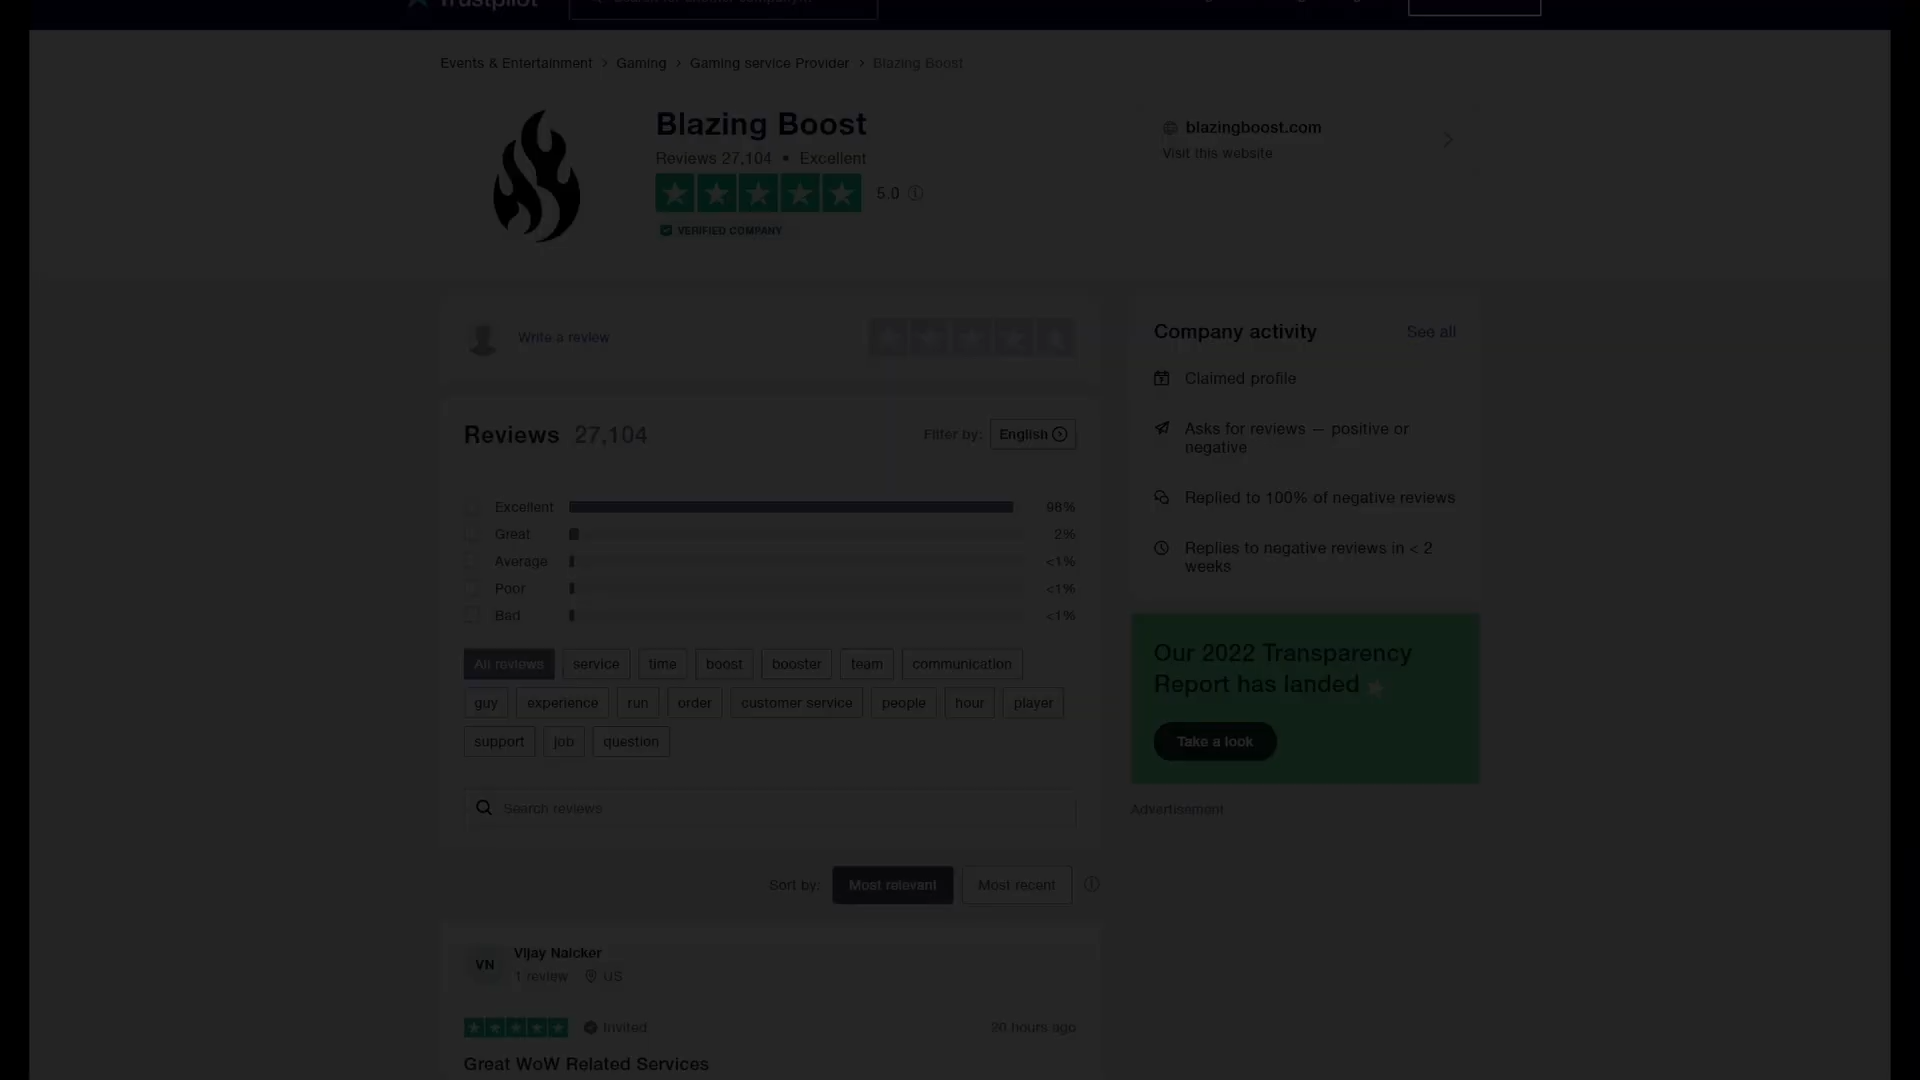 Trustpilot
Events & Entertainment > Gaming > Gaming service Provider > Blazing Boost
Blazing Boost
Reviews 27,104 • Excellent
5.0
VERIFIED COMPANY
blazingboost.com
Visit this website
Write a review
Company activity
See all
Claimed profile
Asks for reviews — positive or
negative
Replied to 100% of negative reviews
Replies to negative reviews in < 2
weeks
Reviews 27,104
Filter by: English
Excellent 98%
Great 2%
Average <1%
Poor <1%
Bad <1%
All reviews service time boost booster team communication
guy experience run order customer service people hour player
support job question
Search reviews
Our 2022 Transparency
Report has landed
Take a look
Advertisement
Sort by: Most relevant Most recent
VN
Vijay Naicker
1 review US
Invited
20 hours ago
Great WoW Related Services